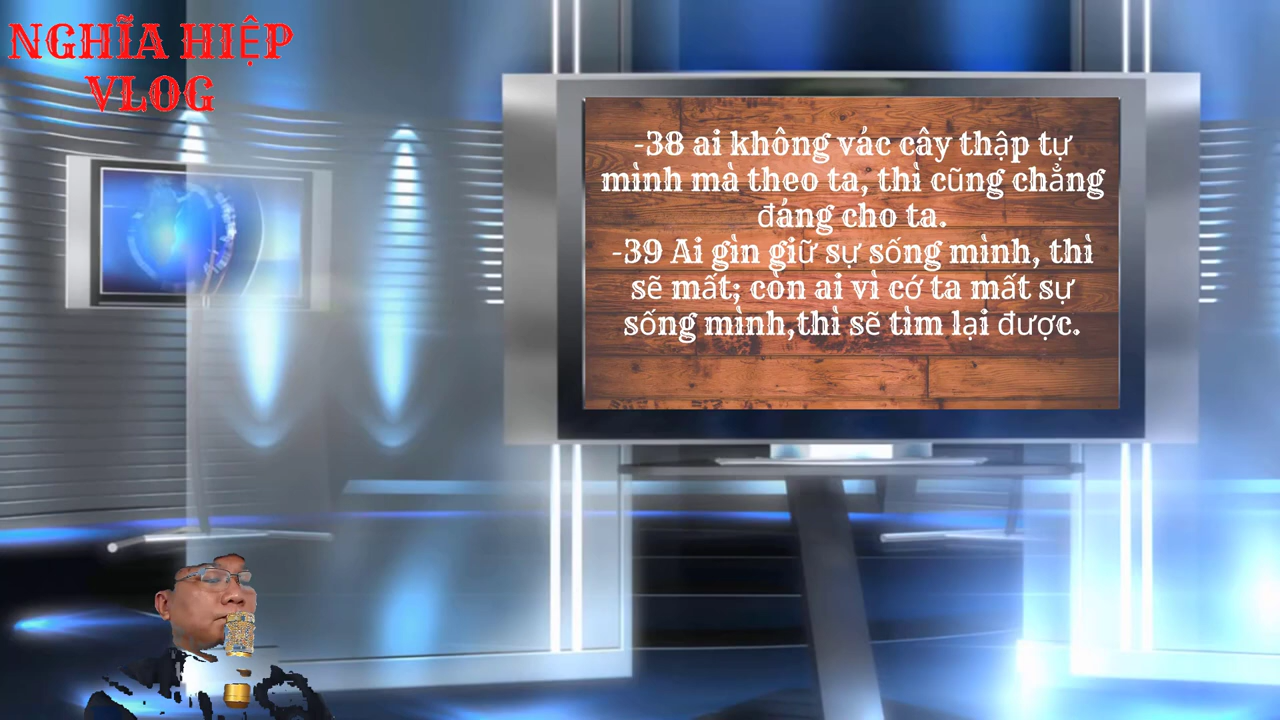 NGHĨA HIỆP
VLOG
-38 ai không vác cây thập tự
mình mà theo ta, thì cũng chẳng
đáng cho ta.
-39 Ai gìn giữ sự sống mình, thì
sẽ mất; còn ai vì cớ ta mất sự
sống mình,thì sẽ tìm lại được.